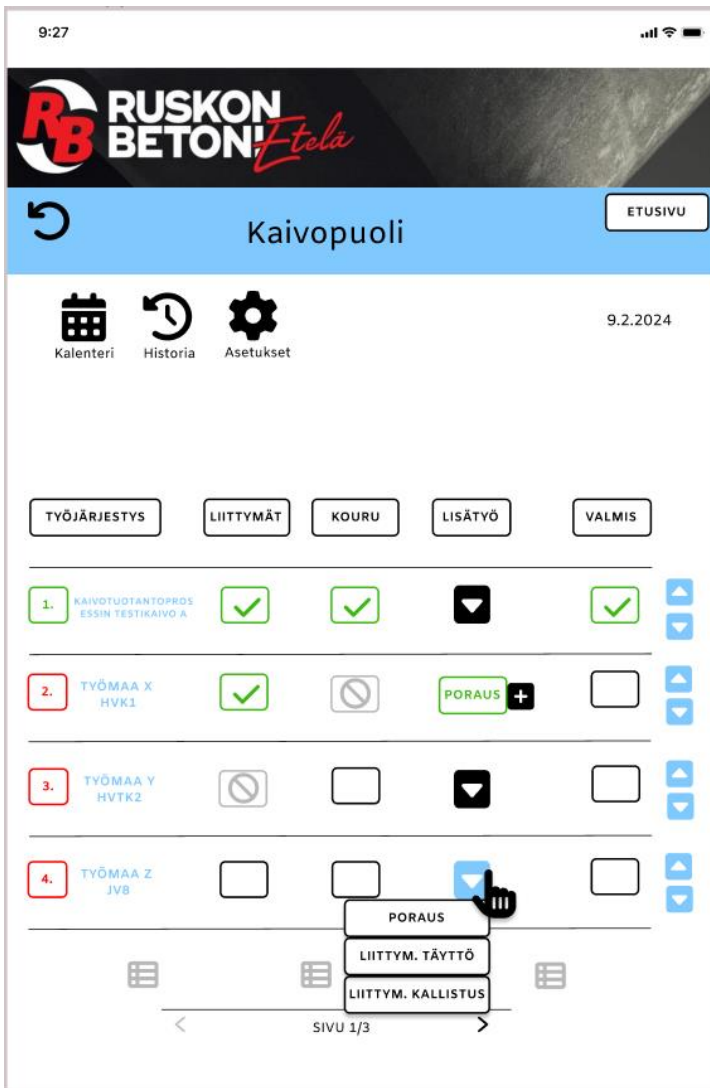 9:27
RB RUSKON
BETONI Etelä
Kaivopuoli
ETUSIVU
Kalenteri
Historia
Asetukset
9.2.2024
TYÖJÄRJESTYS
LIITTYMÄT
KOURU
LISÄTYÖ
VALMIS
1.
KAIVOTUOTANTOPROS
ESSIN TESTIKAIVO A
2.
TYÖMAA X
HVK1
PORAUS
3.
TYÖMAA Y
HVTK2
4.
TYÖMAA Z
JV8
PORAUS
LIITTYM. TÄYTTÖ
LIITTYM. KALLISTUS
< SIVU 1/3 >